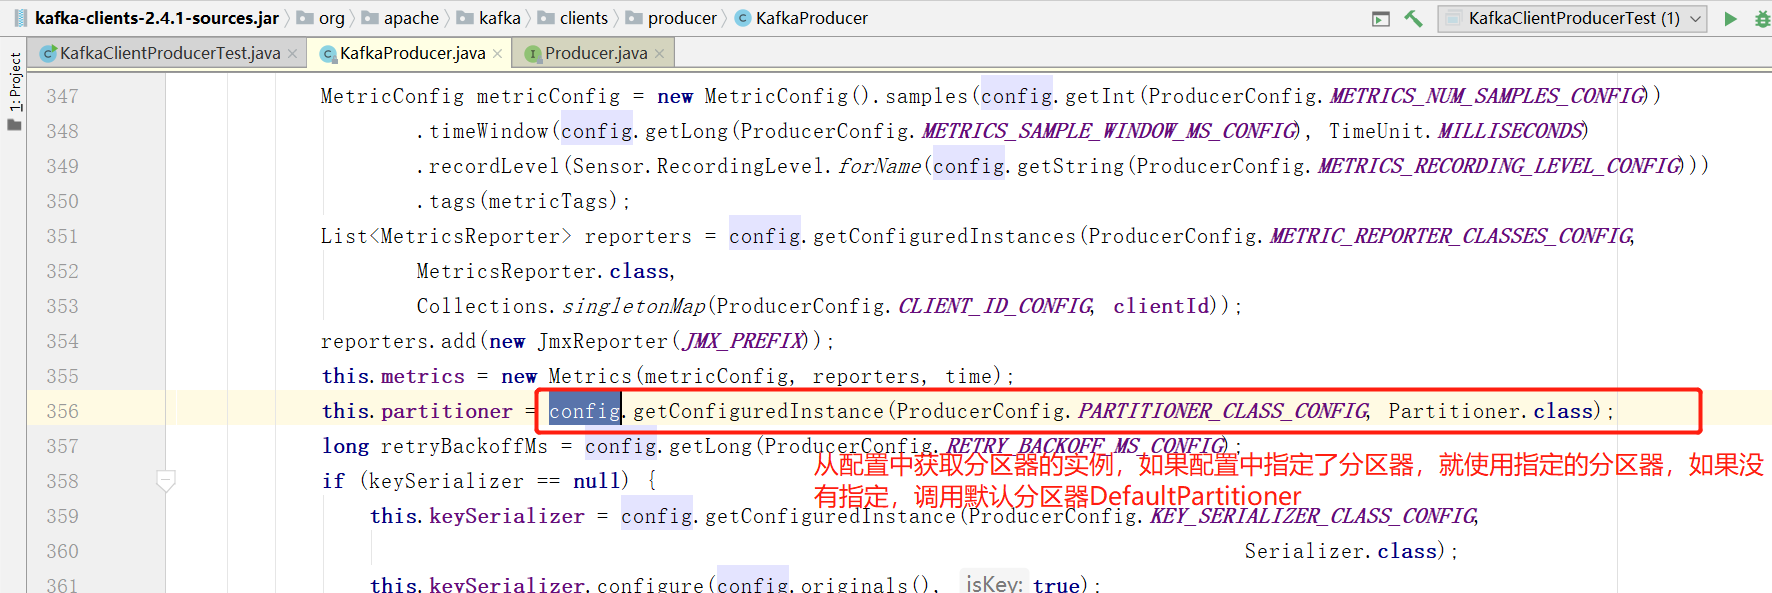 kafka-clients-2.4.1-sources.jar org apache kafka clients producer KafkaProducer KafkaClientProducerTest (1)
KafkaClientProducerTest.java KafkaProducer.java Producer.java
1: Project
347 MetricConfig metricConfig = new MetricConfig().samples(config.getInt(ProducerConfig.METRICS_NUM_SAMPLES_CONFIG))
348 .timeWindow(config.getLong(ProducerConfig.METRICS_SAMPLE_WINDOW_MS_CONFIG), TimeUnit.MILLISECONDS)
349 .recordLevel(Sensor.RecordingLevel.forName(config.getString(ProducerConfig.METRICS_RECORDING_LEVEL_CONFIG)))
350 .tags(metricTags);
351 List<MetricsReporter> reporters = config.getConfiguredInstances(ProducerConfig.METRIC_REPORTER_CLASSES_CONFIG,
352 MetricsReporter.class,
353 Collections.singletonMap(ProducerConfig.CLIENT_ID_CONFIG, clientId));
354 reporters.add(new JmxReporter(JMX_PREFIX));
355 this.metrics = new Metrics(metricConfig, reporters, time);
356 this.partitioner = config.getConfiguredInstance(ProducerConfig.PARTITIONER_CLASS_CONFIG, Partitioner.class);
357 long retryBackoffMs = config.getLong(ProducerConfig.RETRY_BACKOFF_MS_CONFIG);
从配置中获取分区器的实例，如果配置中指定了分区器，就使用指定的分区器，如果没
358 if (keySerializer == null) {
有指定，调用默认分区器DefaultPartitioner
359 this.keySerializer = config.getConfiguredInstance(ProducerConfig.KEY_SERIALIZER_CLASS_CONFIG,
360 Serializer.class);
361 this.keySerializer.configure(config.originals(), isKey: true);